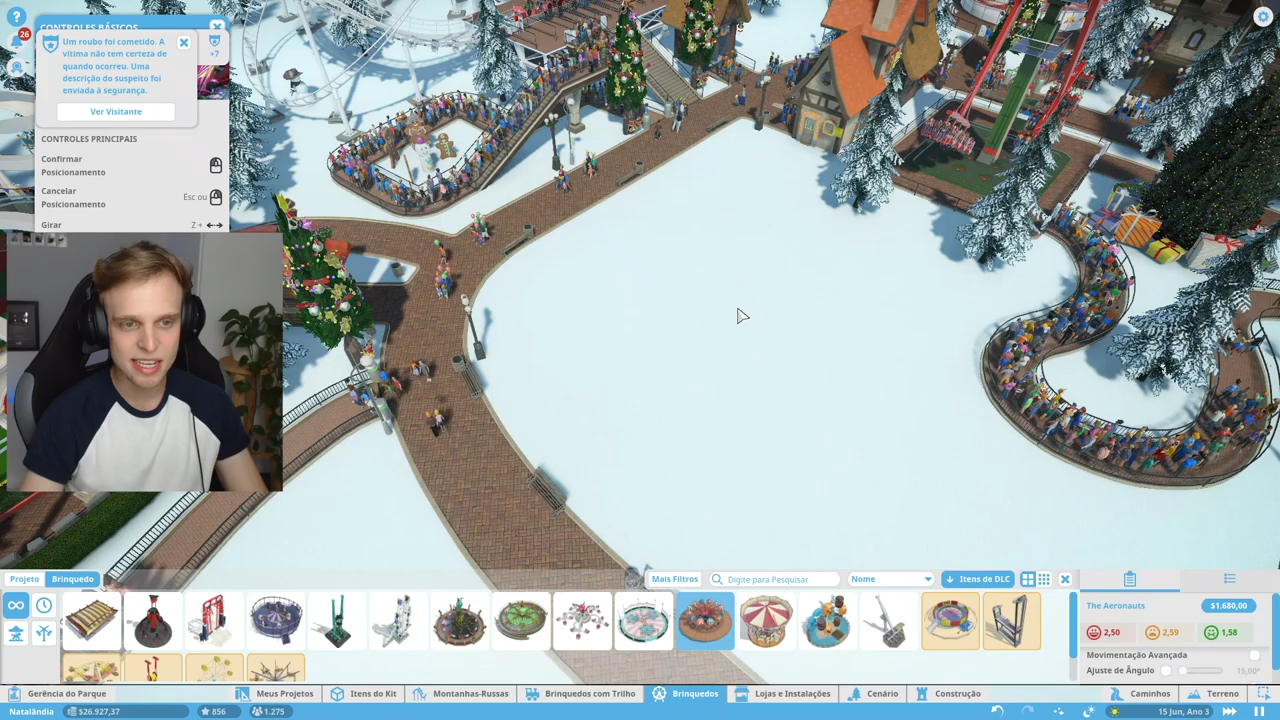 CONTROLES BÁSICOS
26
Um roubo foi cometido. A
vítima não tem certeza de
quando ocorreu. Uma
descrição do suspeito foi
enviada à segurança.
+7
Ver Visitante
CONTROLES PRINCIPAIS
Confirmar
Posicionamento
Cancelar
Posicionamento
Esc ou
Girar
Z +
Projeto
Brinquedo
Mais Filtros
Digite para Pesquisar
Nome
Itens de DLC
The Aeronauts
$1.680,00
2,50
2,59
1,58
Movimentação Avançada
Ajuste de Ângulo
15,00°
Gerência do Parque
Meus Projetos
Itens do Kit
Montanhas-Russas
Brinquedos com Trilho
Brinquedos
Lojas e Instalações
Cenário
Construção
Caminhos
Terreno
Natalândia
$26.927,37
856
1.275
15 Jun, Ano 3